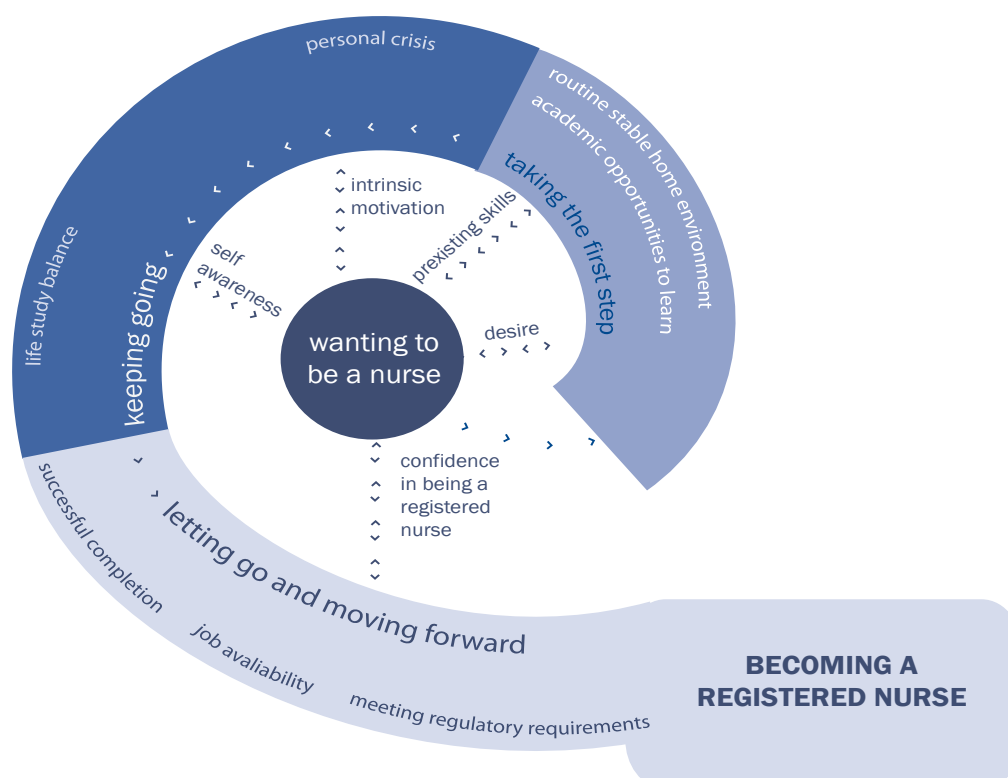 personal crisis
routine stable home environment
academic opportunities to learn
taking the first step
intrinsic
motivation
prexisting skills
self
awareness
life study balance
keeping going
desire
wanting to
be a nurse
confidence
in being a
registered
nurse
letting go and moving forward
successful completion
job avaliability
meeting regulatory requirements
BECOMING A
REGISTERED NURSE